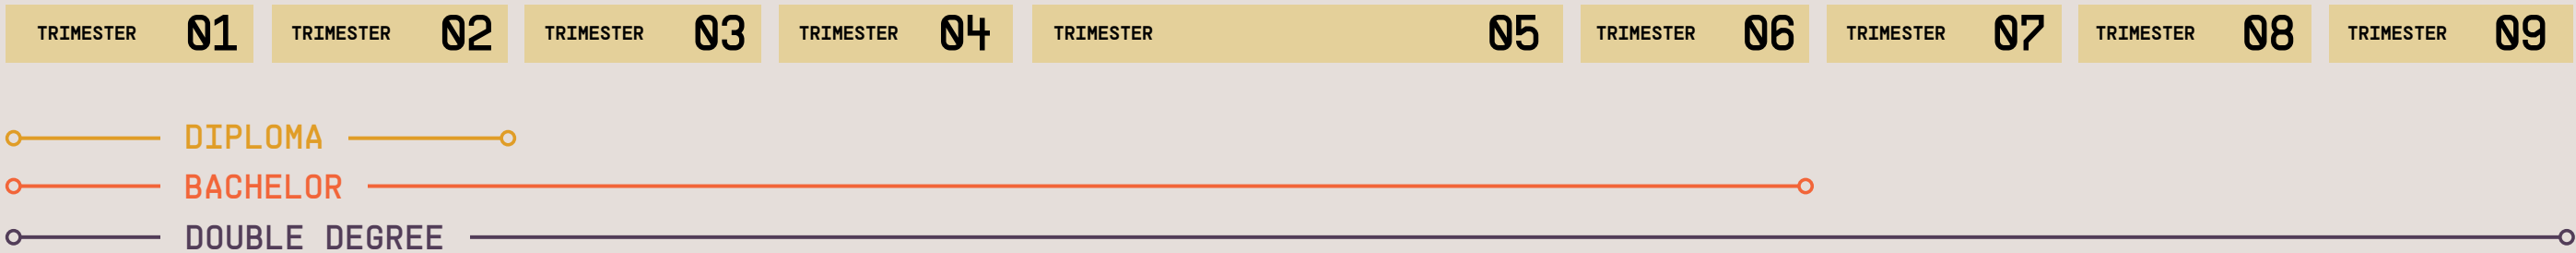 TRIMESTER 01 TRIMESTER 02 TRIMESTER 03 TRIMESTER 04 TRIMESTER 05 TRIMESTER 06 TRIMESTER 07 TRIMESTER 08 TRIMESTER 09
DIPLOMA
BACHELOR
DOUBLE DEGREE